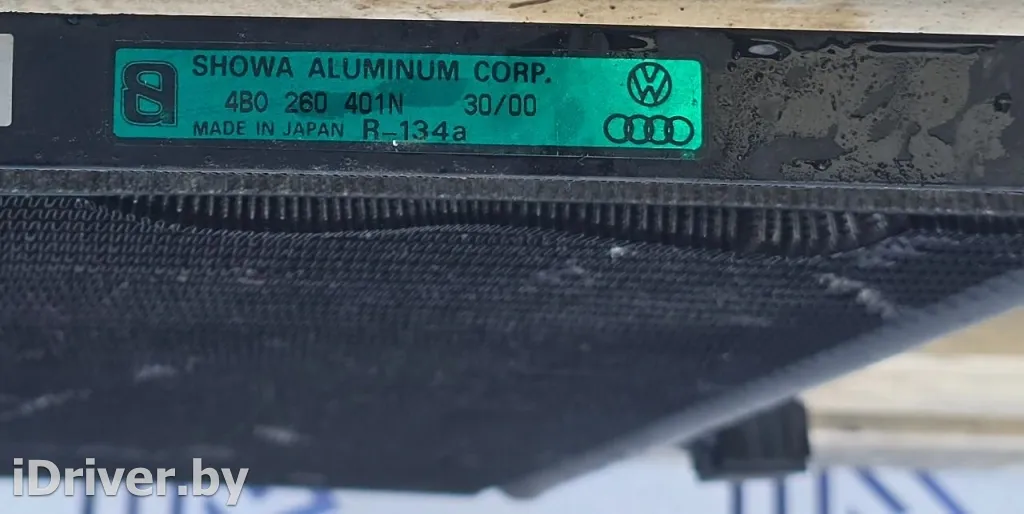 SHOWA ALUMINUM CORP.
4B0 260 401N 30/00
MADE IN JAPAN R-134a
iDriver.by